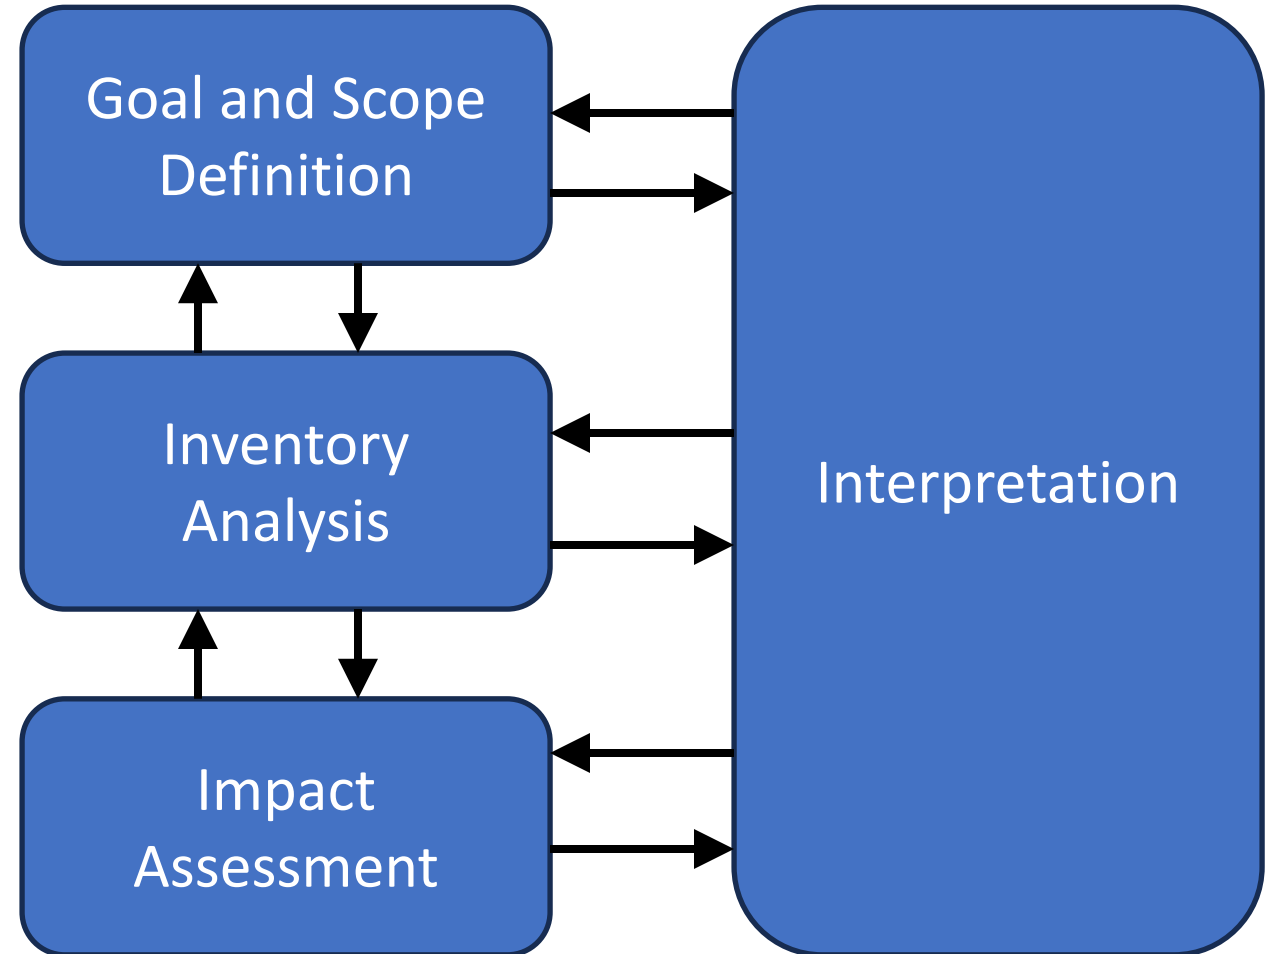 Goal and Scope
Definition
Inventory
Analysis
Impact
Assessment
Interpretation